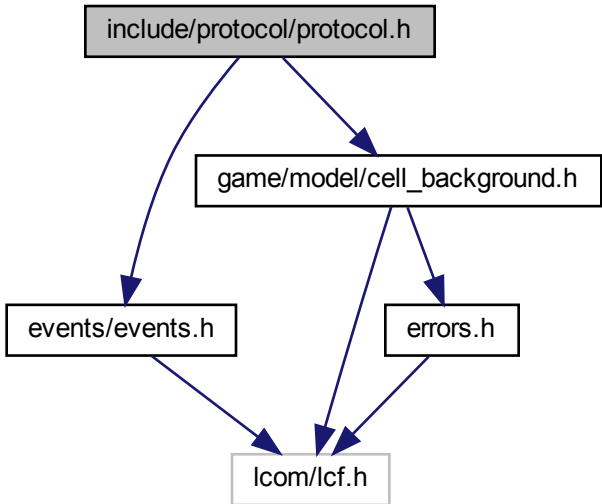 include/protocol/protocol.h
game/model/cell_background.h
events/events.h
errors.h
lcom/lcf.h